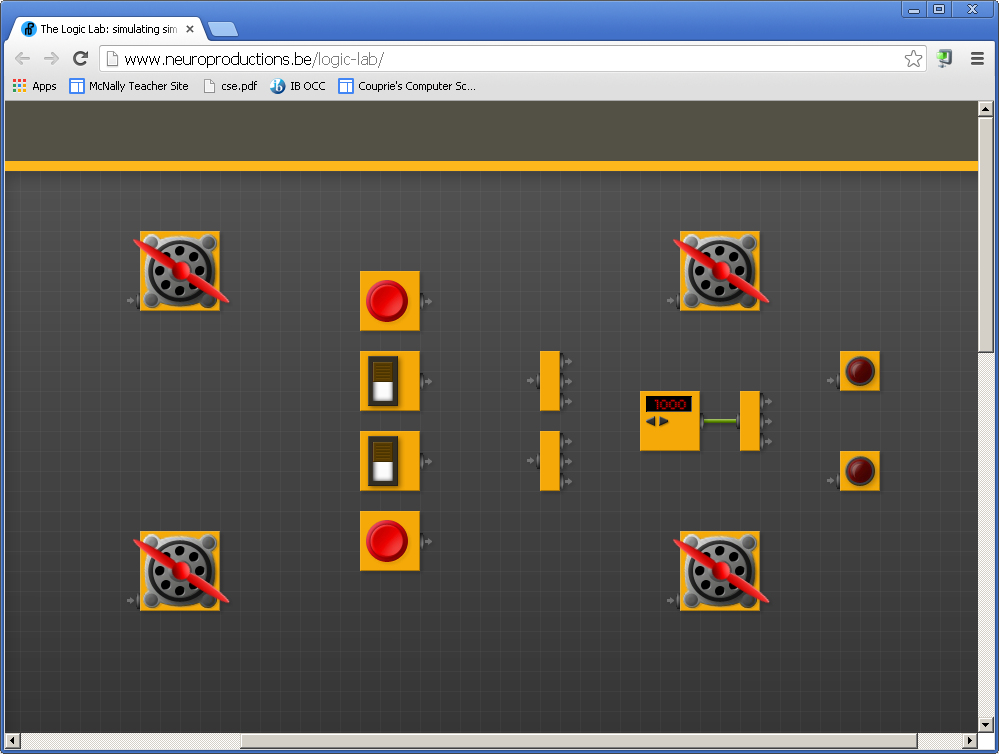 The Logic Lab: simulating sim
www.neuroproductions.be/logic-lab/
Apps McNally Teacher Site cse.pdf IB OCC Couprie's Computer Sc...
1000